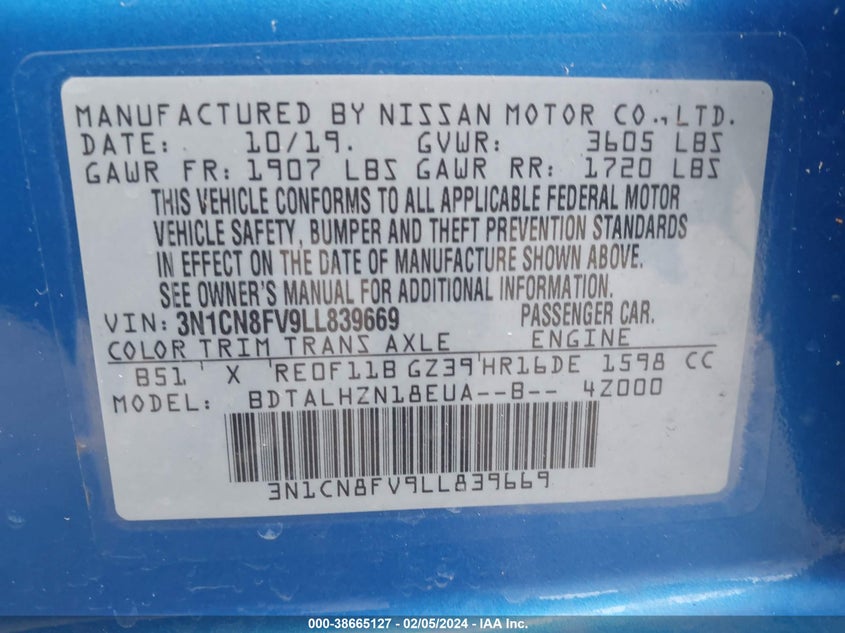 MANUFACTURED BY NISSAN MOTOR CO.,LTD.
DATE: 10/19. GVWR: 3605 LBS
GAWR FR: 1907 LBS GAWR RR: 1720 LBS
THIS VEHICLE CONFORMS TO ALL APPLICABLE FEDERAL MOTOR
VEHICLE SAFETY, BUMPER AND THEFT PREVENTION STANDARDS
IN EFFECT ON THE DATE OF MANUFACTURE SHOWN ABOVE.
SEE OWNER'S MANUAL FOR ADDITIONAL INFORMATION.
VIN: 3N1CN8FV9LL839669 PASSENGER CAR.
COLOR TRIM TRANS AXLE ENGINE
B51 ' X ' RE0F11B GZ39'HR16DE 1598 CC
MODEL: BDTALHZN18EUA--B-- 4Z000
3N1CN8FV9LL839669
000-38665127 - 02/05/2024 - IAA Inc.